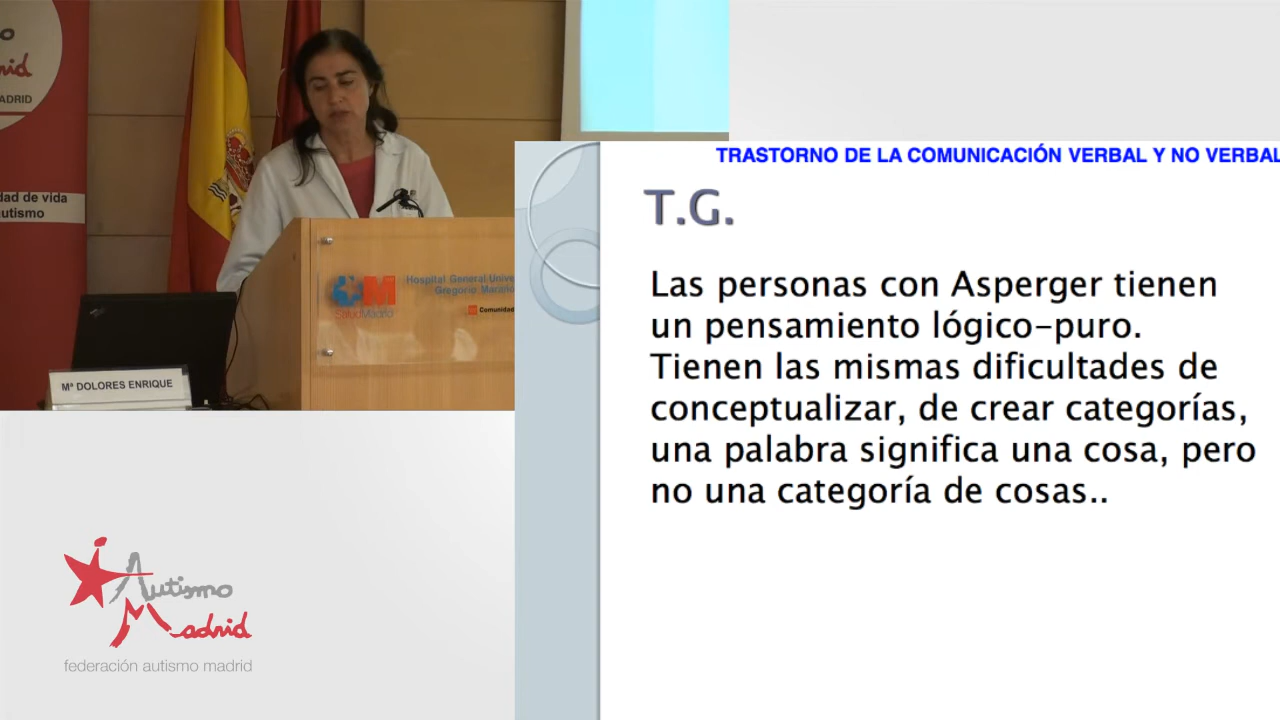 MADRID
dad de vida
utismo
Mª DOLORES ENRIQUE
SaludMadrid
Hospital General Unive
Gregorio Marañó
Comunidad
TRASTORNO DE LA COMUNICACIÓN VERBAL Y NO VERBAL
T.G.
Las personas con Asperger tienen
un pensamiento lógico-puro.
Tienen las mismas dificultades de
conceptualizar, de crear categorías,
una palabra significa una cosa, pero
no una categoría de cosas..
Autismo
Madrid
federación autismo madrid